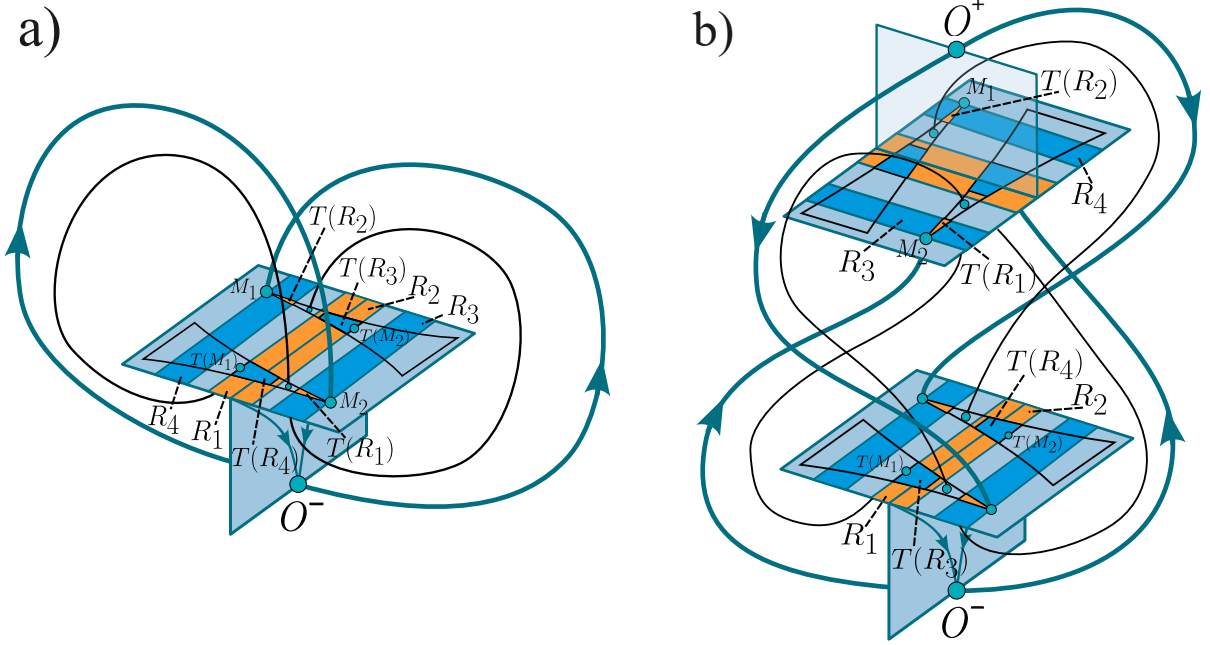 a)
T(R₂)
M₁
T(R₃)
R₂
R₃
T(M₂)
T(M₁)
M₂
R₄
R₁
T(R₄)
T(R₁)
O⁻
b)
O⁺
M₁
T(R₂)
R₄
M₂
R₃
T(R₁)
T(R₄)
R₂
T(M₂)
T(M₁)
R₁
T(R₃)
O⁻